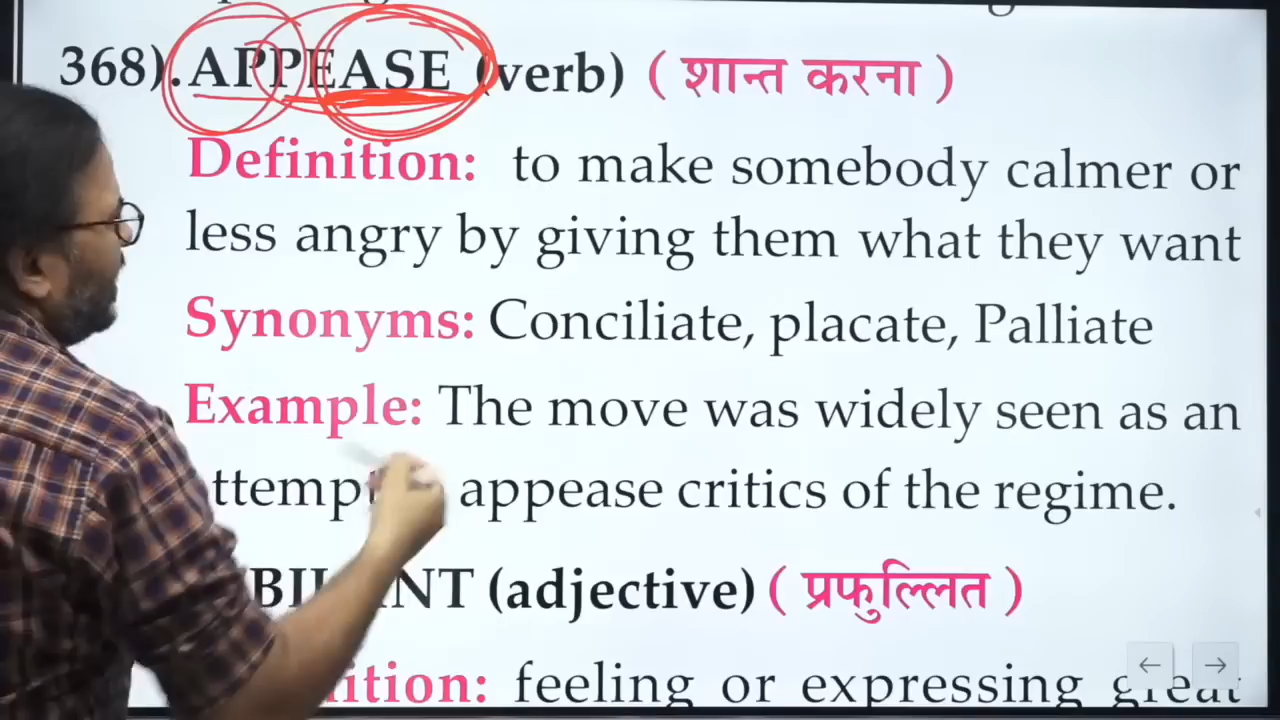 368). APPEASE (verb) ( शान्त करना )
Definition: to make somebody calmer or
less angry by giving them what they want
Synonyms: Conciliate, placate, Palliate
Example: The move was widely seen as an
appease critics of the regime.
(adjective) ( प्रफुल्लित )
feeling or expressing great